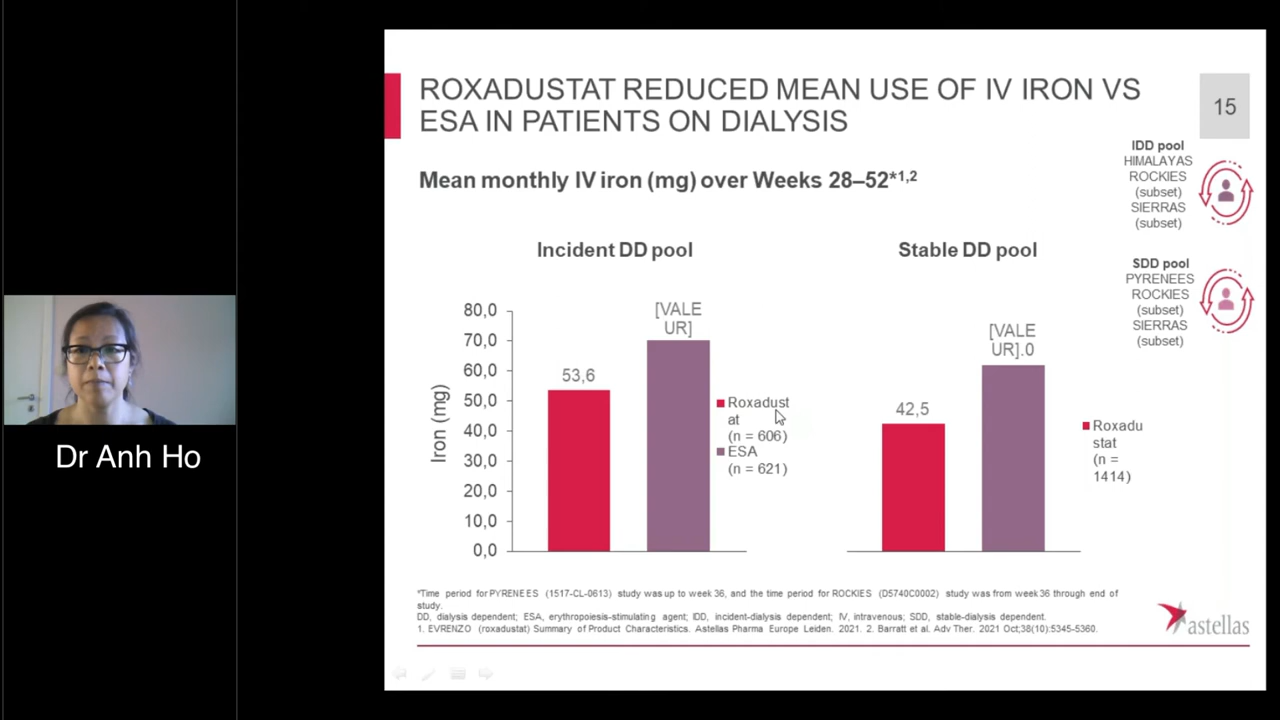 ROXADUSTAT REDUCED MEAN USE OF IV IRON VS
ESA IN PATIENTS ON DIALYSIS
15
Mean monthly IV iron (mg) over Weeks 28–52*1,2
IDD pool
HIMALAYAS
ROCKIES
(subset)
SIERRAS
(subset)
SDD pool
PYRENEES
ROCKIES
(subset)
SIERRAS
(subset)
Incident DD pool
Iron (mg)
80,0
70,0
60,0
50,0
40,0
30,0
20,0
10,0
0,0
53,6
[VALE
UR]
Roxadust
at
(n = 606)
ESA
(n = 621)
Stable DD pool
42,5
[VALE
UR].0
Roxadu
stat
(n =
1414)
Dr Anh Ho
*Time period for PYRENEES (1517-CL-0613) study was up to week 36, and the time period for ROCKIES (D5740C0002) study was from week 36 through end of
study.
DD, dialysis dependent; ESA, erythropoiesis-stimulating agent; IDD, incident-dialysis dependent; IV, intravenous; SDD, stable-dialysis dependent.
1. EVRENZO (roxadustat) Summary of Product Characteristics. Astellas Pharma Europe Leiden. 2021. 2. Barratt et al. Adv Ther. 2021 Oct;38(10):5345-5360.
astellas